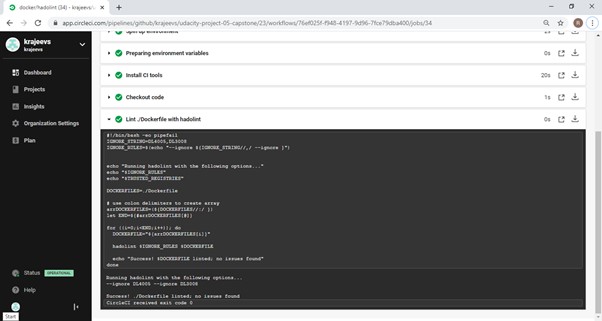 docker/hadolint (34) - krajeevs/u
app.circleci.com/pipelines/github/krajeevs/udacity-project-05-capstone/23/workflows/76ef025f-f948-4197-9d96-7fce79dba400/jobs/34
R
krajeevs
krajeevs
Dashboard
Projects
Insights
Organization Settings
Plan
Status OPERATIONAL
Help
Start
Spin up environment
Preparing environment variables 0s
Install CI tools 20s
Checkout code 1s
Lint ./Dockerfile with hadolint 0s
#!/bin/bash -eo pipefail
IGNORE_STRING=DL4005,DL3008
IGNORE_RULES=$(echo "--ignore ${IGNORE_STRING//,/ --ignore }")
echo "Running hadolint with the following options..."
echo "$IGNORE_RULES"
echo "$TRUSTED_REGISTRIES"
DOCKERFILES=./Dockerfile
# use colon delimiters to create array
arrDOCKERFILES=(${DOCKERFILES//:/ })
let END=${#arrDOCKERFILES[@]}
for ((i=0;i<END;i++)); do
DOCKERFILE="${arrDOCKERFILES[i]}"
hadolint $IGNORE_RULES $DOCKERFILE
echo "Success! $DOCKERFILE linted; no issues found"
done
Running hadolint with the following options...
--ignore DL4005 --ignore DL3008
Success! ./Dockerfile linted; no issues found
CircleCI received exit code 0